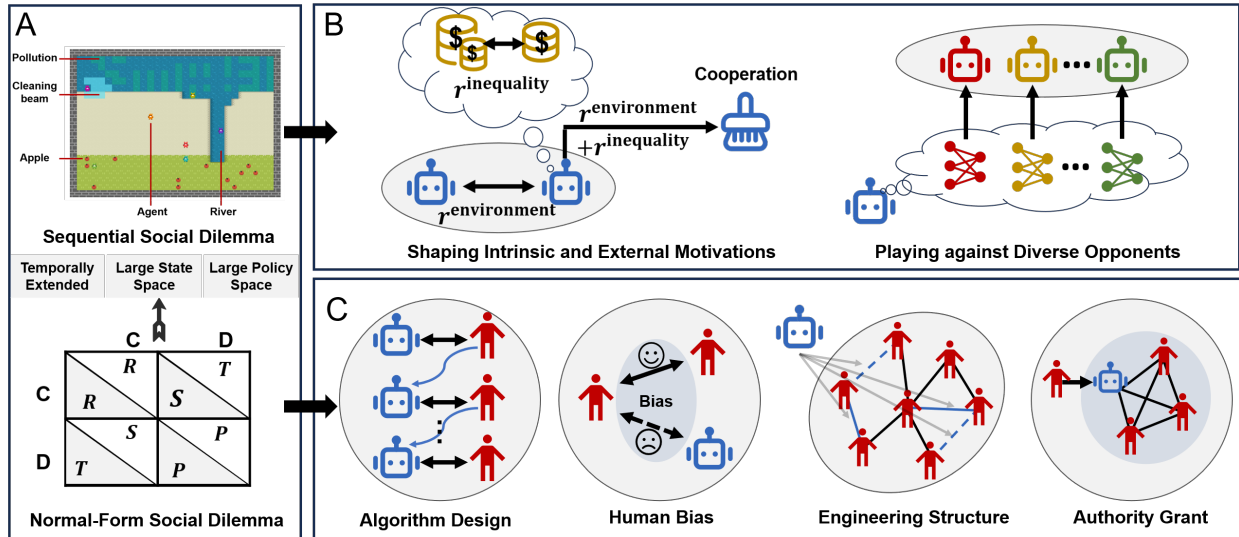 A
Pollution
Cleaning
beam
Apple
Agent
River
Sequential Social Dilemma
Temporally
Extended
Large State
Space
Large Policy
Space
C
D
R
T
C
R
S
S
P
D
T
P
Normal-Form Social Dilemma
B
$ $ $
r^inequality
Cooperation
r^environment
+r^inequality
r^environment
Shaping Intrinsic and External Motivations
Playing against Diverse Opponents
C
Bias
Algorithm Design
Human Bias
Engineering Structure
Authority Grant